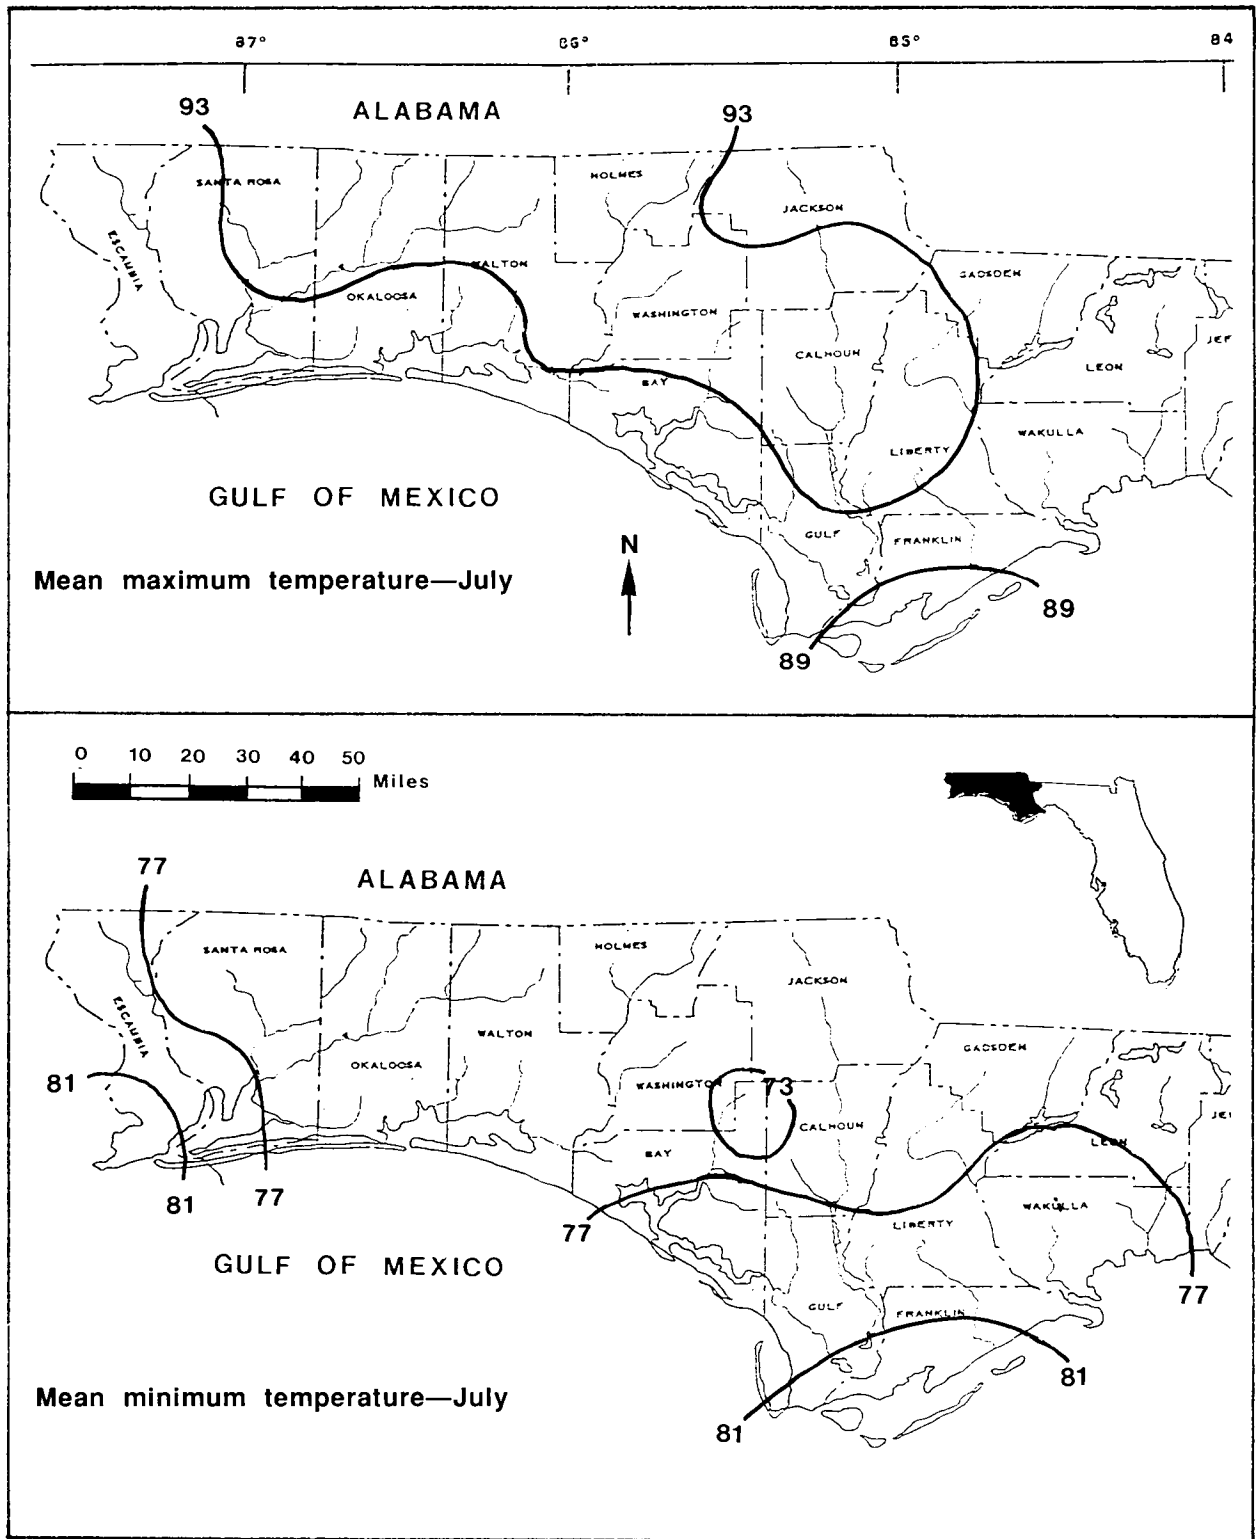 87° 86° 85° 84
93 ALABAMA 93
SANTA ROSA HOLMES
JACKSON
ESCAMBIA WALTON GADSDEN
OKALOOSA WASHINGTON
CALHOUN JEF
BAY LEON
LIBERTY WAKULLA
GULF OF MEXICO
GULF FRANKLIN
N
Mean maximum temperature—July
89
89
0 10 20 30 40 50
Miles
77
ALABAMA
SANTA ROSA HOLMES
JACKSON
ESCAMBIA WALTON GADSDEN
OKALOOSA
81 WASHINGTON 73
CALHOUN JEF
BAY LEON
81 77 WAKULLA
77 LIBERTY
GULF OF MEXICO
77
GULF FRANKLIN
81
Mean minimum temperature—July
81